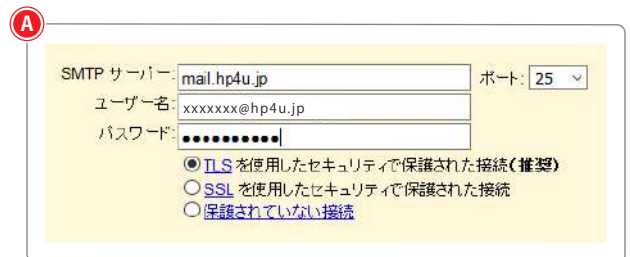 A
SMTP サーバー: mail.hp4u.jp ポート: 25
ユーザー名: xxxxxxx@hp4u.jp
パスワード: ●●●●●●●●●●
TLS を使用したセキュリティで保護された接続(推奨)
SSL を使用したセキュリティで保護された接続
保護されていない接続